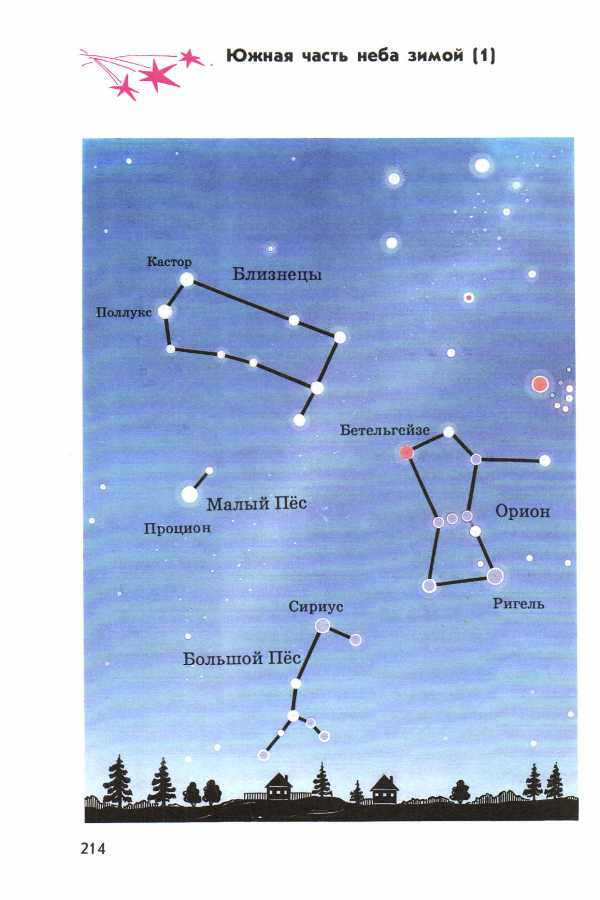 Южная часть неба зимой (1)
Кастор
Близнецы
Поллукс
Бетельгейзе
Малый Пёс
Орион
Процион
Ригель
Сириус
Большой Пёс
214